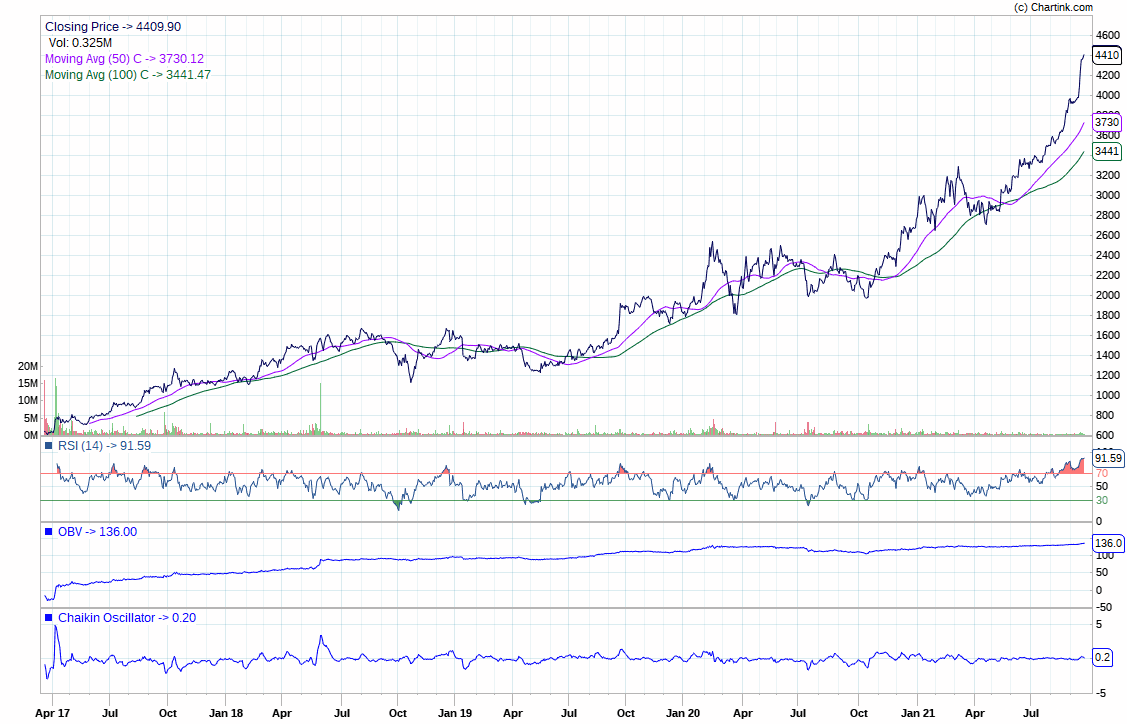 (c) Chartink.com
Closing Price -> 4409.90
Vol: 0.325M
Moving Avg (50) C -> 3730.12
Moving Avg (100) C -> 3441.47
4600
4410
4200
4000
3800
3730
3600
3441
3200
3000
2800
2600
2400
2200
2000
1800
1600
1400
1200
1000
800
600
20M
15M
10M
5M
0M
RSI (14) -> 91.59
91.59
70
50
30
0
OBV -> 136.00
136.0
100
50
0
-50
Chaikin Oscillator -> 0.20
5
0.2
-5
Apr 17 Jul Oct Jan 18 Apr Jul Oct Jan 19 Apr Jul Oct Jan 20 Apr Jul Oct Jan 21 Apr Jul